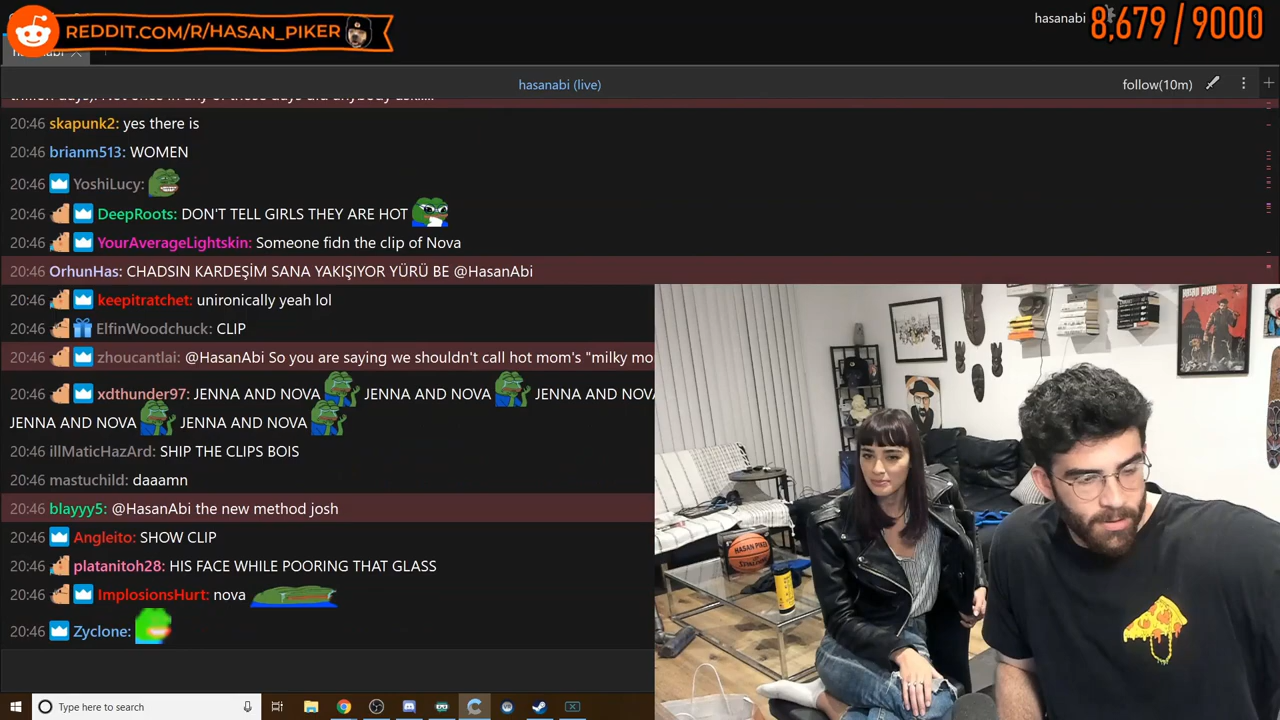 REDDIT.COM/R/HASAN_PIKER
hasanabi 8,679 / 9000
hasanabi (live)
follow(10m)
20:46 skapunk2: yes there is
20:46 brianm513: WOMEN
20:46 YoshiLucy:
20:46 DeepRoots: DON'T TELL GIRLS THEY ARE HOT
20:46 YourAverageLightskin: Someone fidn the clip of Nova
20:46 OrhunHas: CHADSIN KARDEŞİM SANA YAKIŞIYOR YÜRÜ BE @HasanAbi
20:46 keepitratchet: unironically yeah lol
20:46 ElfinWoodchuck: CLIP
20:46 zhoucantlai: @HasanAbi So you are saying we shouldn't call hot mom's "milky mo
20:46 xdthunder97: JENNA AND NOVA JENNA AND NOVA JENNA AND NOVA
JENNA AND NOVA JENNA AND NOVA
20:46 illMaticHazArd: SHIP THE CLIPS BOIS
20:46 mastuchild: daaamn
20:46 blayyy5: @HasanAbi the new method josh
20:46 Angleito: SHOW CLIP
20:46 platanitoh28: HIS FACE WHILE POORING THAT GLASS
20:46 ImplosionsHurt: nova
20:46 Zyclone:
HASAN PIKER
Type here to search